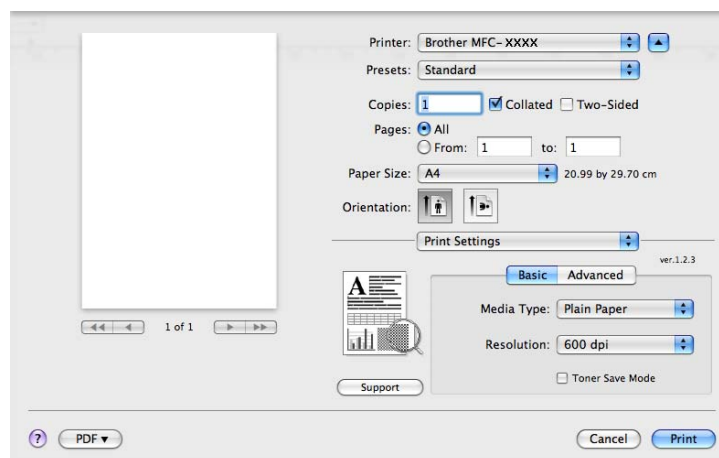 Printer: Brother MFC-XXXX
Presets: Standard
Copies: 1 Collated Two-Sided
Pages: All
From: 1 to: 1
Paper Size: A4 20.99 by 29.70 cm
Orientation:
Print Settings
ver.1.2.3
Basic Advanced
A
Media Type: Plain Paper
1 of 1
Resolution: 600 dpi
Toner Save Mode
Support
? PDF Cancel Print